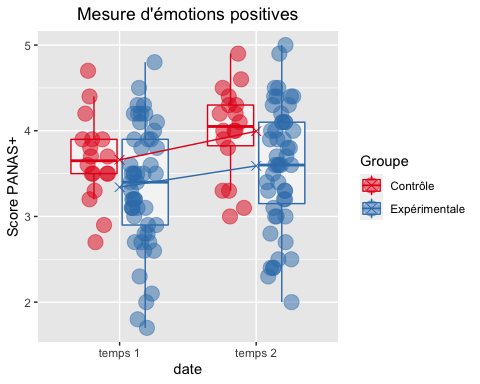 Mesure d'émotions positives
Score PANAS+
5
4
3
2
temps 1
temps 2
date
Groupe
Contrôle
Expérimentale